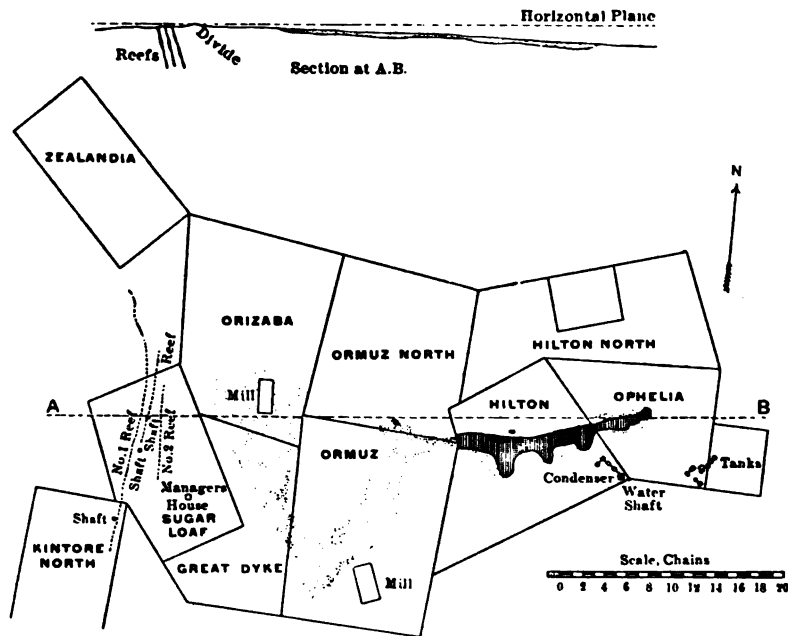 Horizontal Plane
Divide
Reefs
Section at A.B.
ZEALANDIA
N
ORIZABA
ORMUZ NORTH
HILTON NORTH
Reef
Mill
HILTON
OPHELIA
A
B
No.1 Reef
Shaft
Shaft
No.2 Reef
ORMUZ
Tanks
Condenser
Water
Shaft
Managers
House
SUGAR
LOAF
Shaft
KINTORE
NORTH
GREAT DYKE
Mill
Scale, Chains
0 2 4 6 8 10 12 14 16 18 20